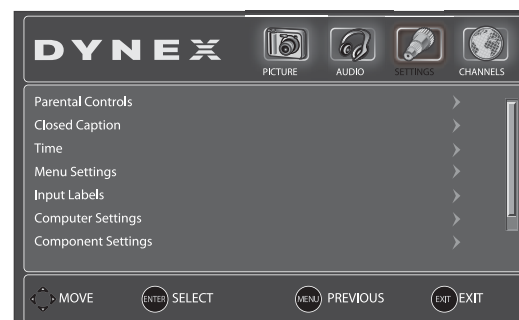 DYNEX
PICTURE AUDIO SETTINGS CHANNELS
Parental Controls
Closed Caption
Time
Menu Settings
Input Labels
Computer Settings
Component Settings
MOVE ENTER SELECT MENU PREVIOUS EXIT EXIT